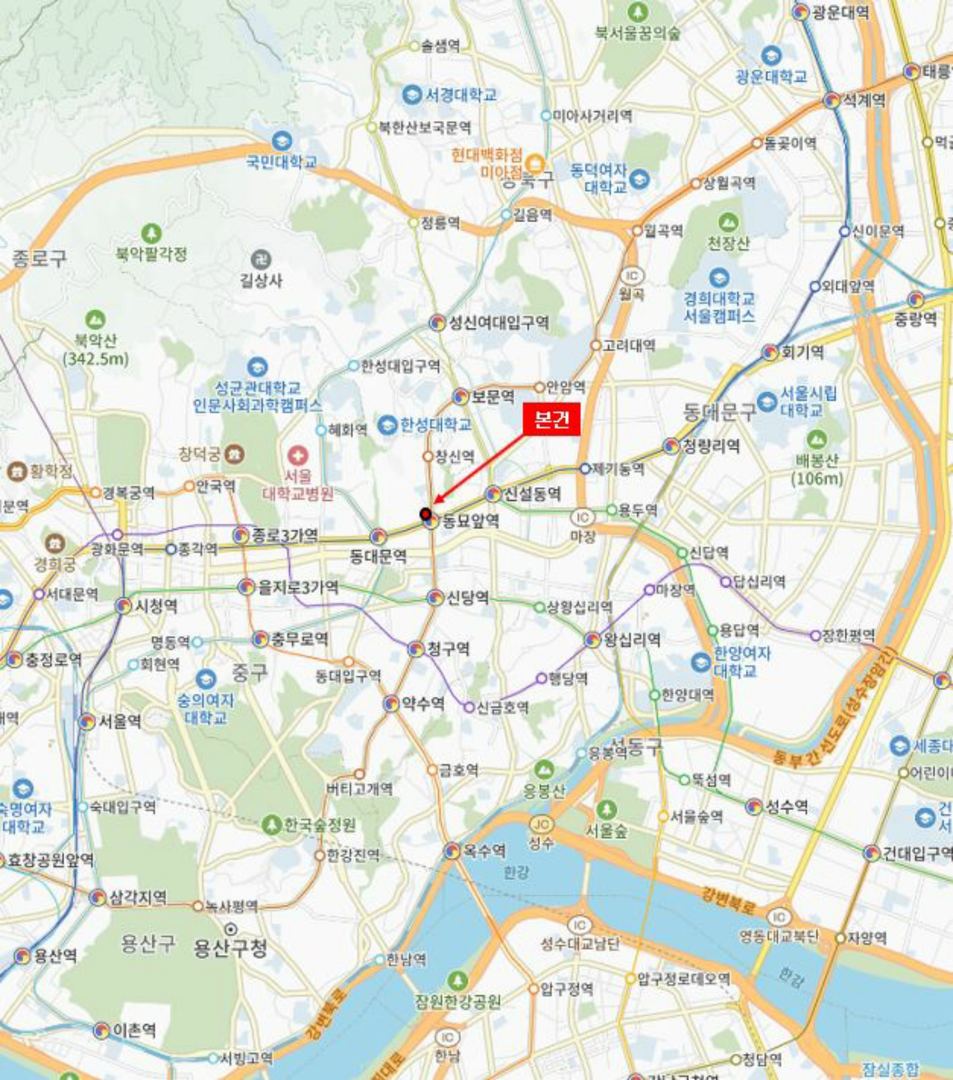 광운대역
북서울꿈의숲
솔샘역
광운대학교
태릉
서경대학교
석계역
미아사거리역
북한산보국문역
돌곶이역
국민대학교
현대백화점
미아점
동덕여자
대학교
상월곡역
길음역
정릉역
월곡역
천장산
신이문역
종로구
북악팔각정
길상사
IC
월곡
경희대학교
서울캠퍼스
외대앞역
중랑역
북악산
(342.5m)
성신여대입구역
고려대역
회기역
한성대입구역
성균관대학교
인문사회과학캠퍼스
보문역
안암역
서울시립
대학교
동대문구
본건
혜화역
한성대학교
청량리역
배봉산
(106m)
창덕궁
황학정
서울
대학교병원
창신역
제기동역
안국역
경복궁역
신설동역
용두역
IC
마장
종로3가역
동묘앞역
광화문역
종각역
동대문역
경희궁
신답역
을지로3가역
서대문역
답십리역
마장역
시청역
신당역
상왕십리역
명동역
충무로역
왕십리역
용답역
장한평역
청구역
충정로역
회현역
중구
동대입구역
한양여자
대학교
숭의여자
대학교
행당역
한양대역
약수역
신금호역
서울역
성동구
응봉역
동부간선도로(성수장암간)
세종대
금호역
응봉산
뚝섬역
어린이
버티고개역
숙명여자
대학교
숙대입구역
성수역
서울숲
서울숲역
한국숲정원
JC
성수
건대입구역
효창공원앞역
한강진역
옥수역
한강
삼각지역
녹사평역
강변북로
IC
영동대교북단
IC
성수대교남단
자양역
용산구
용산구청
용산역
한남역
압구정로데오역
한강
압구정역
잠원한강공원
강변북로
이촌역
IC
한남
서빙고역
청담역
잠실종합